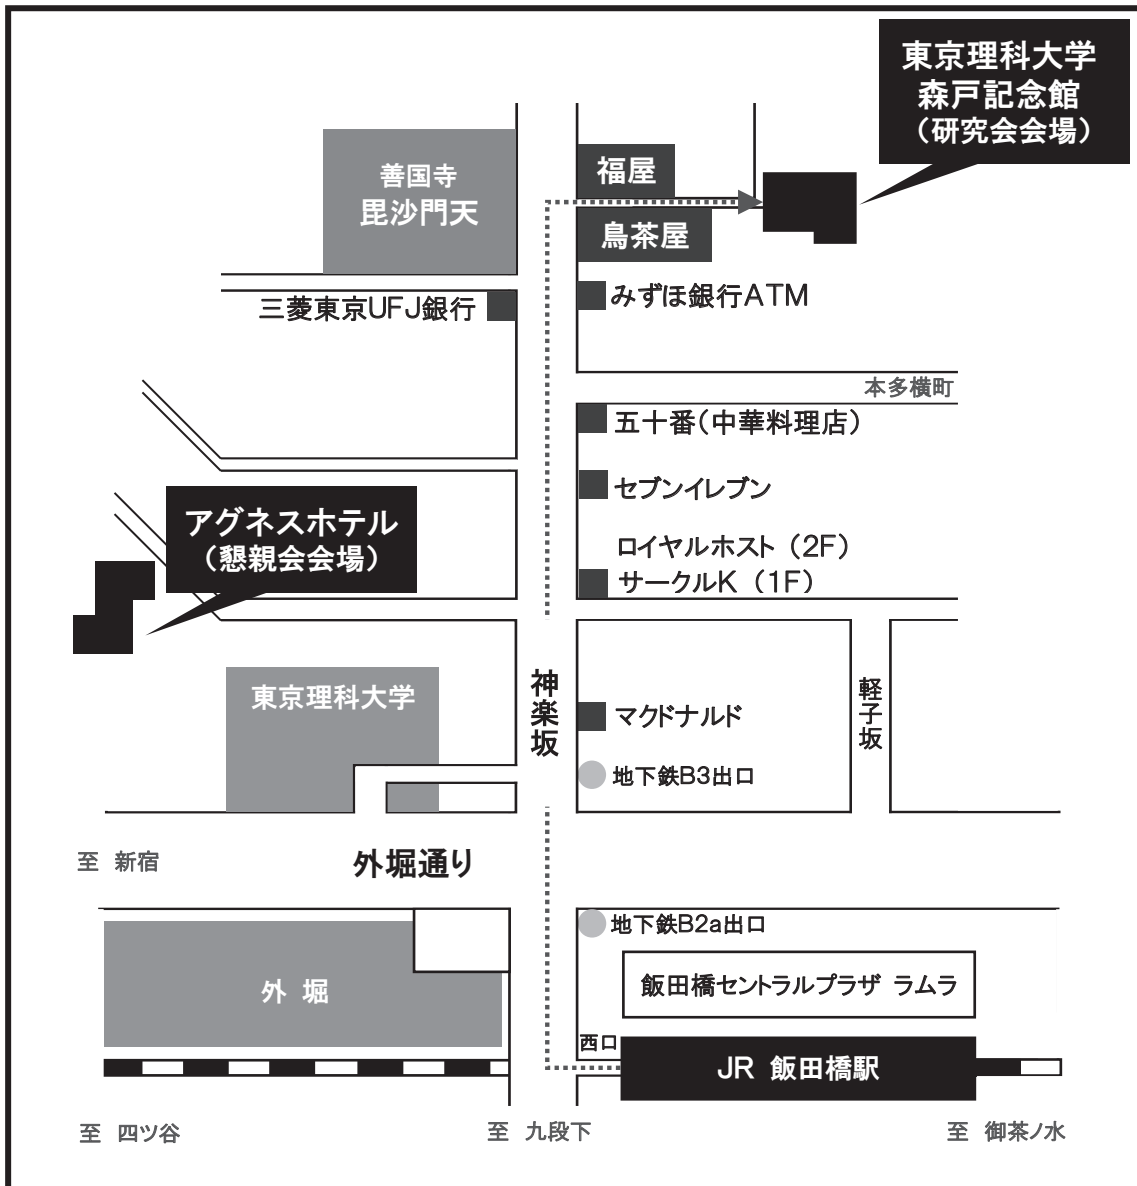 東京理科大学
森戸記念館
(研究会会場)
善国寺
毘沙門天
福屋
鳥茶屋
三菱東京UFJ銀行
みずほ銀行ATM
本多横町
五十番(中華料理店)
セブンイレブン
アグネスホテル
(懇親会会場)
ロイヤルホスト (2F)
サークルK (1F)
東京理科大学
神楽坂
マクドナルド
軽子坂
地下鉄B3出口
至 新宿
外堀通り
地下鉄B2a出口
外 堀
飯田橋セントラルプラザ ラムラ
西口
JR 飯田橋駅
至 四ツ谷
至 九段下
至 御茶ノ水